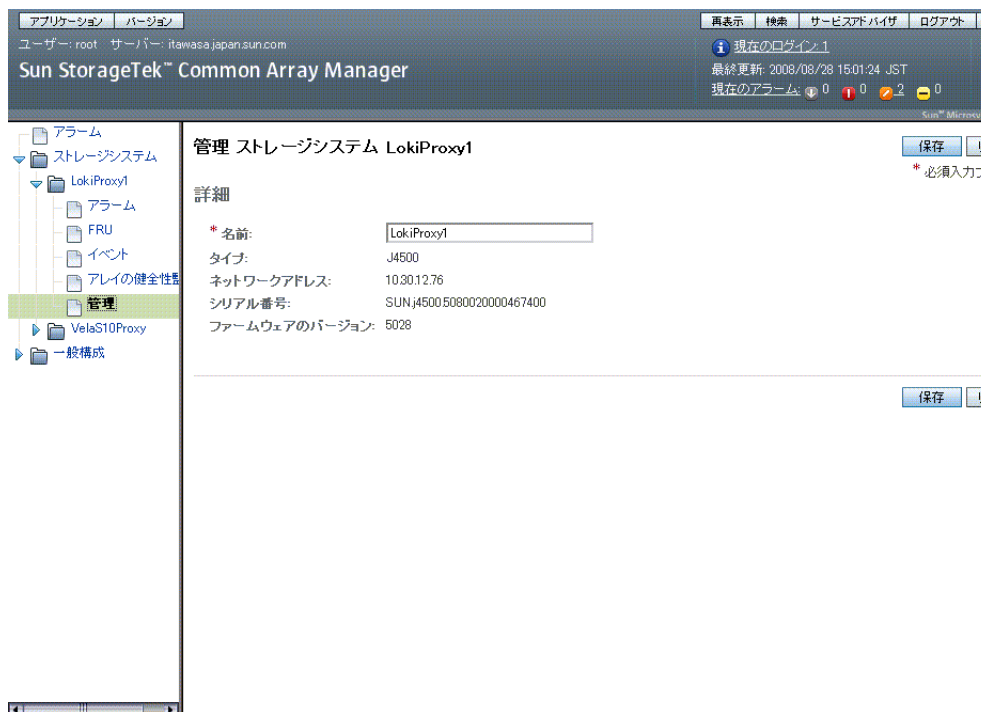 アプリケーション バージョン
再表示 検索 サービスアドバイザ ログアウト
ユーザー: root サーバー: itawasa.japan.sun.com
現在のログイン: 1
Sun StorageTek™ Common Array Manager
最終更新: 2008/08/28 15:01:24 JST
現在のアラーム: 0 0 2 0
Sun™ Microsy
アラーム
ストレージシステム
LokiProxy1
アラーム
FRU
イベント
アレイの健全性監
管理
VelaS10Proxy
一般構成
管理 ストレージシステム LokiProxy1
保存
* 必須入力フ
詳細
* 名前: LokiProxy1
タイプ: J4500
ネットワークアドレス: 10.30.12.76
シリアル番号: SUN.j4500.5080020000467400
ファームウェアのバージョン: 5028
保存